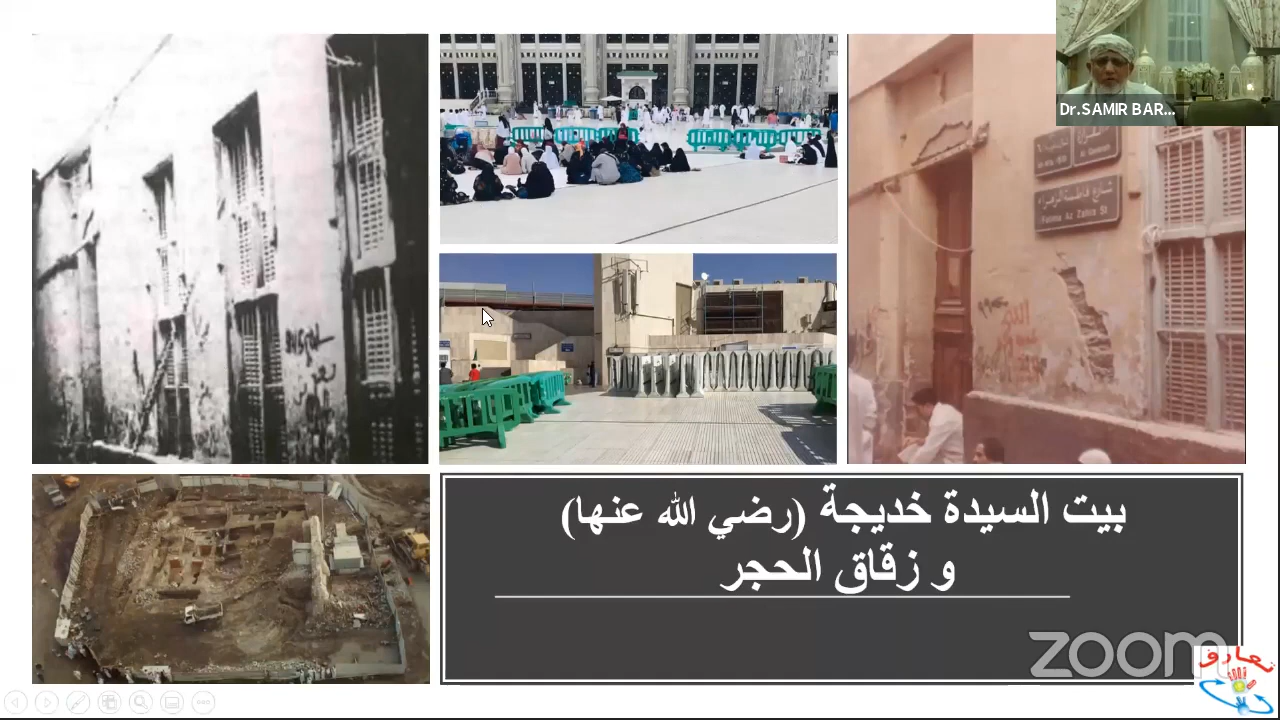 Dr.SAMIR BAR...
شارع فاطمة الزهراء
Fatima Az Zahra St
بيت السيدة خديجة (رضي الله عنها)
و زقاق الحجر
zoom
تعارف